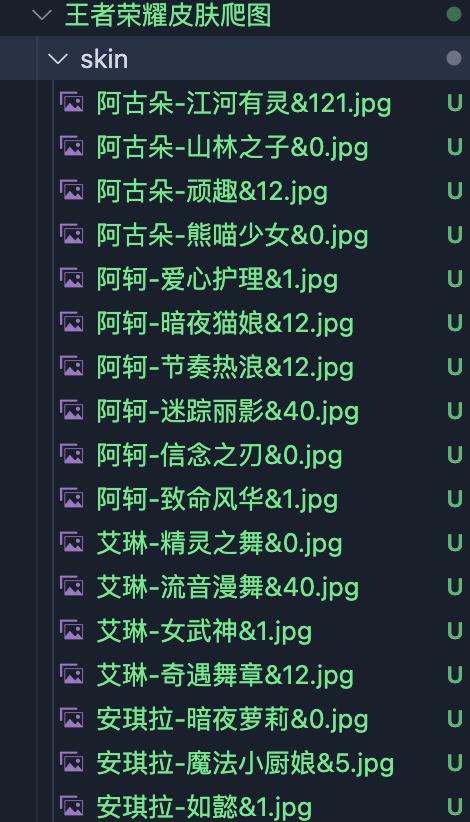 王者荣耀皮肤爬图
skin
阿古朵-江河有灵&121.jpg U
阿古朵-山林之子&0.jpg U
阿古朵-顽趣&12.jpg U
阿古朵-熊喵少女&0.jpg U
阿轲-爱心护理&1.jpg U
阿轲-暗夜猫娘&12.jpg U
阿轲-节奏热浪&12.jpg U
阿轲-迷踪丽影&40.jpg U
阿轲-信念之刃&0.jpg U
阿轲-致命风华&1.jpg U
艾琳-精灵之舞&0.jpg U
艾琳-流音漫舞&40.jpg U
艾琳-女武神&1.jpg U
艾琳-奇遇舞章&12.jpg U
安琪拉-暗夜萝莉&0.jpg U
安琪拉-魔法小厨娘&5.jpg U
安琪拉-如懿&1.jpg U